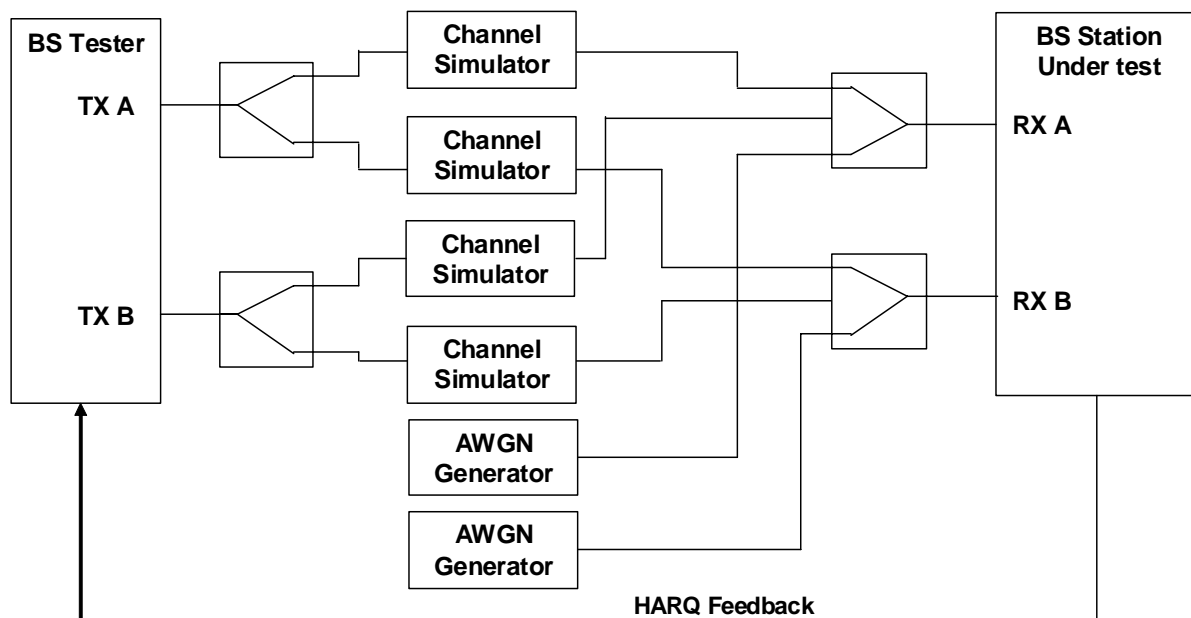 BS Tester
TX A
TX B
Channel
Simulator
Channel
Simulator
Channel
Simulator
Channel
Simulator
AWGN
Generator
AWGN
Generator
BS Station
Under test
RX A
RX B
HARQ Feedback